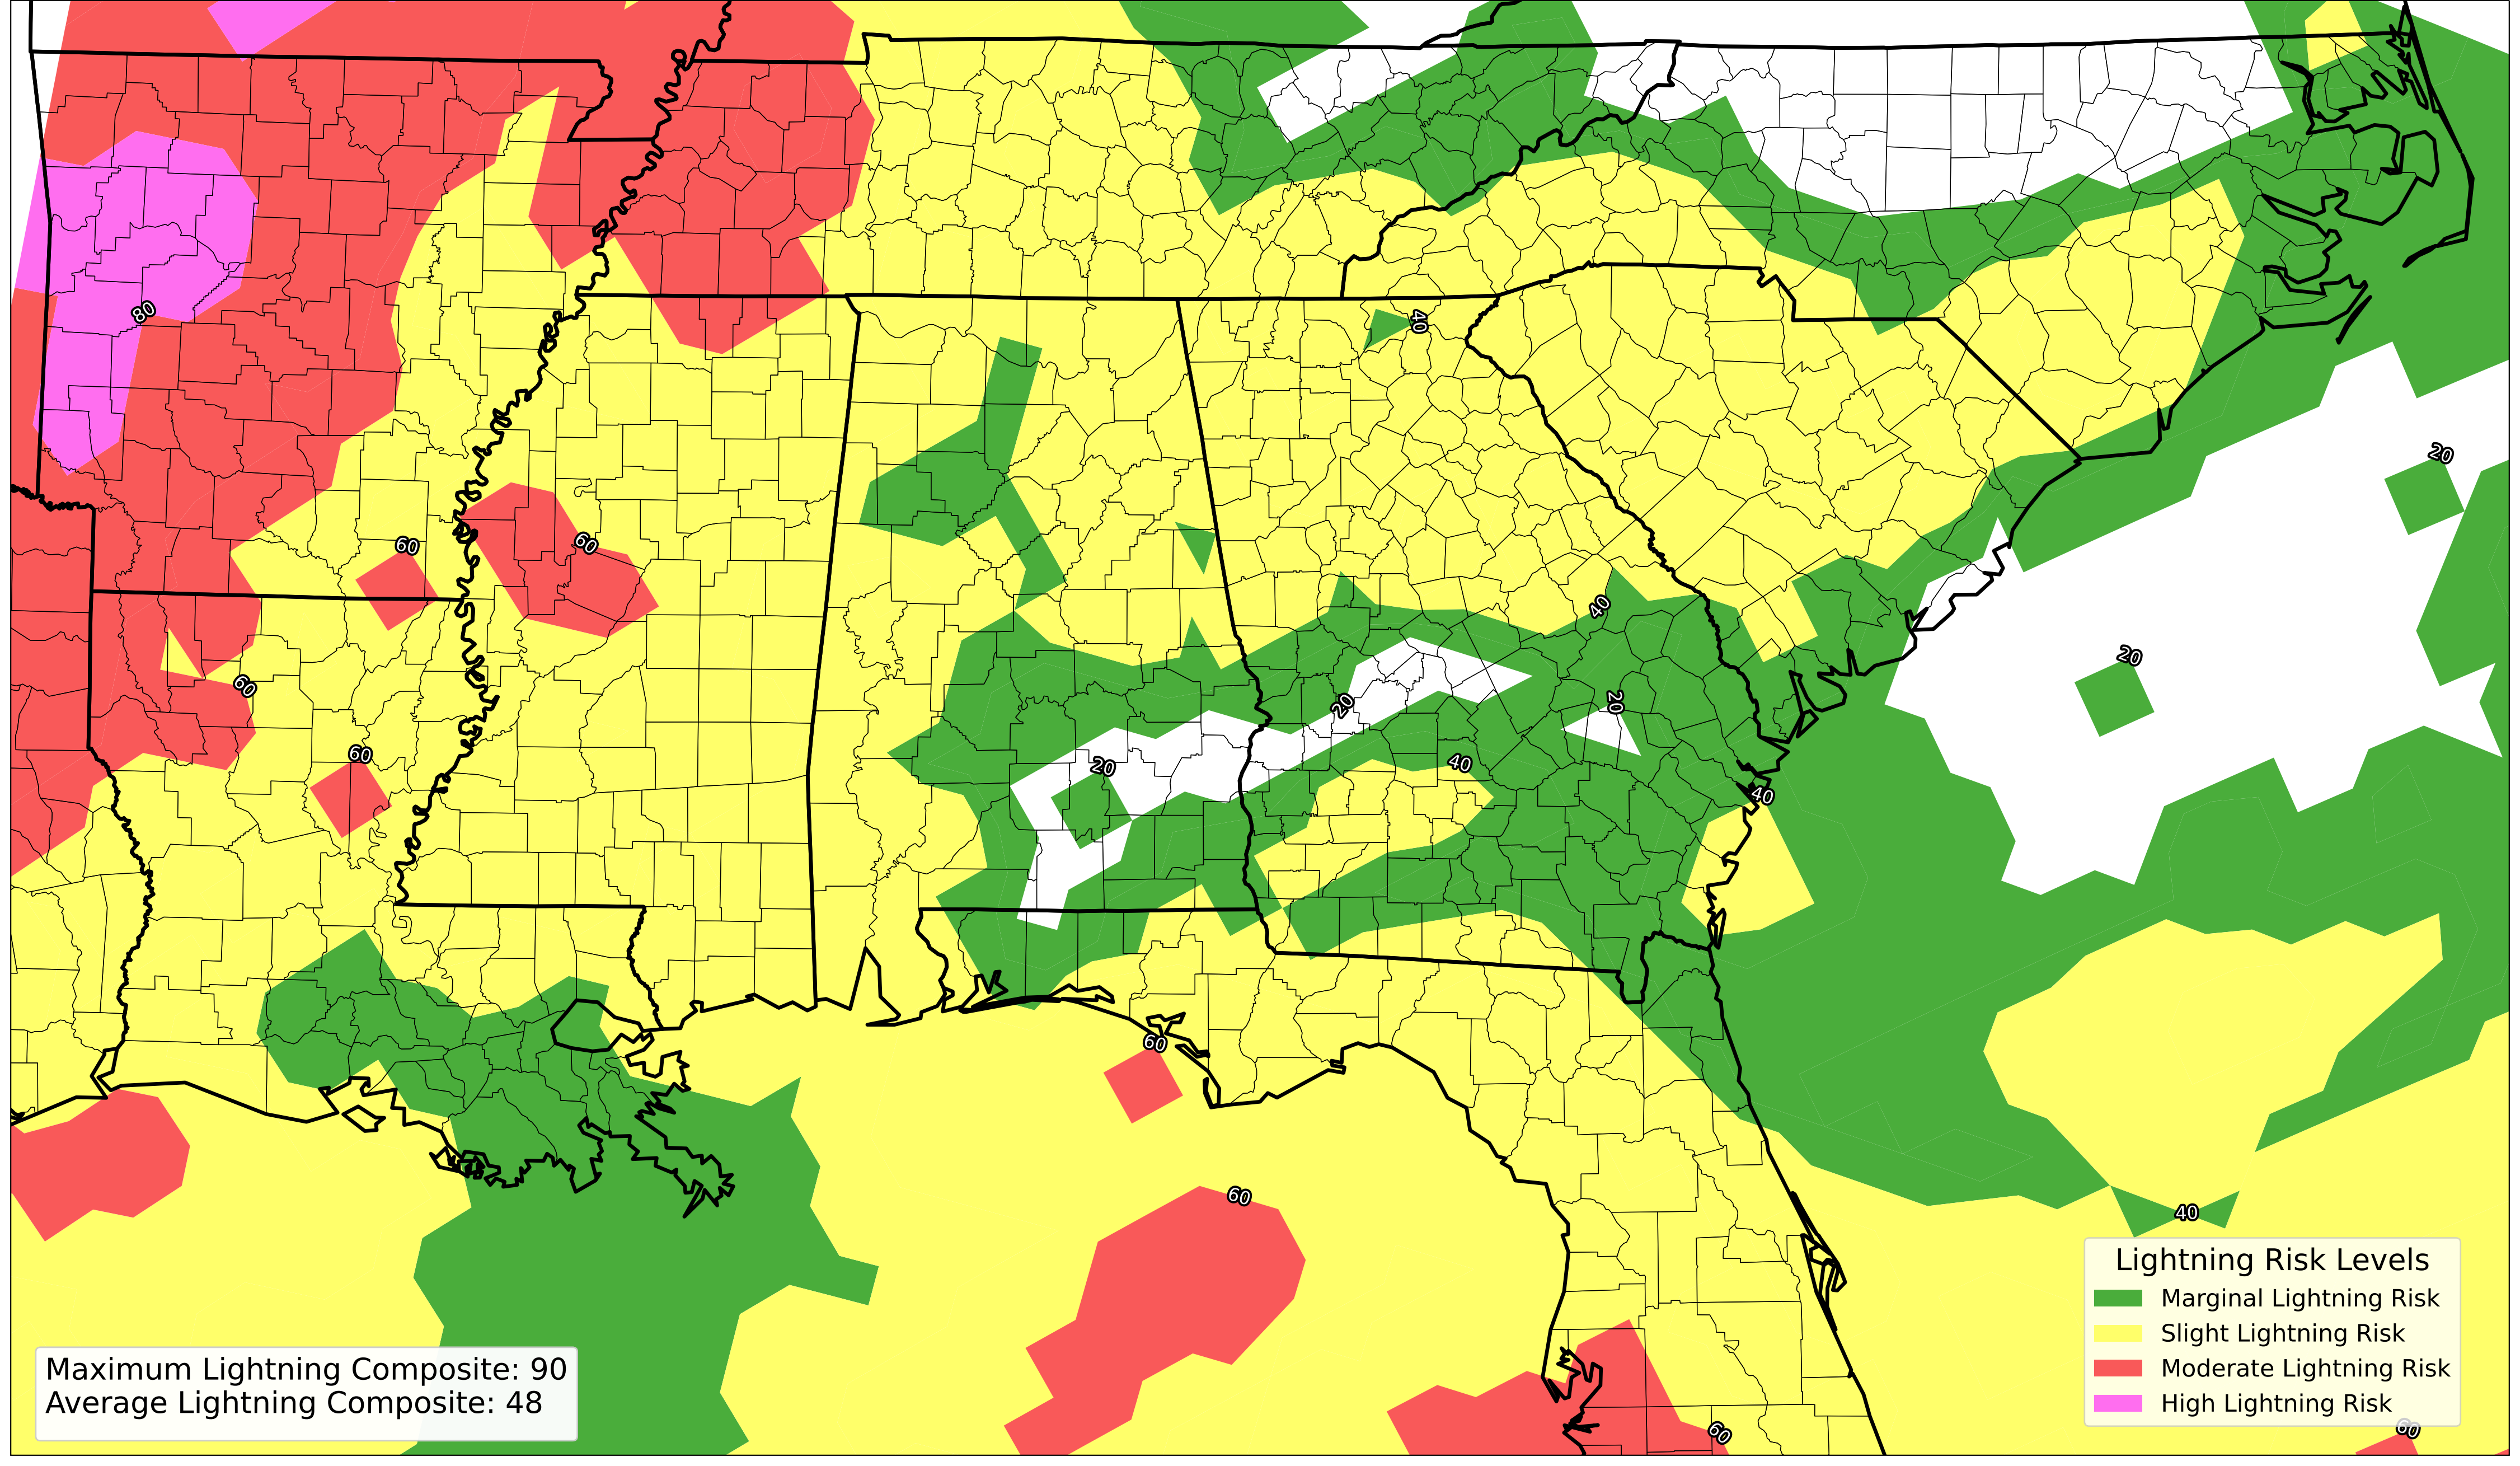 40
80
20
60
60
40
20
60
20
20
60
20
40
40
60
60
40
Lightning Risk Levels
Marginal Lightning Risk
Slight Lightning Risk
Moderate Lightning Risk
High Lightning Risk
Maximum Lightning Composite: 90
Average Lightning Composite: 48
60
60